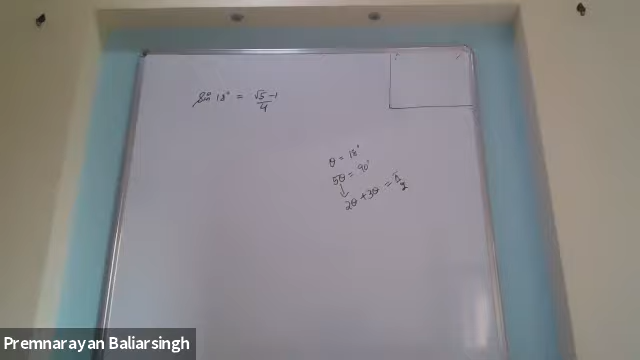 sin 18° = √5-1/4
θ = 18°
5θ = 90°
2θ + 3θ = π/2
Premnarayan Baliarsingh